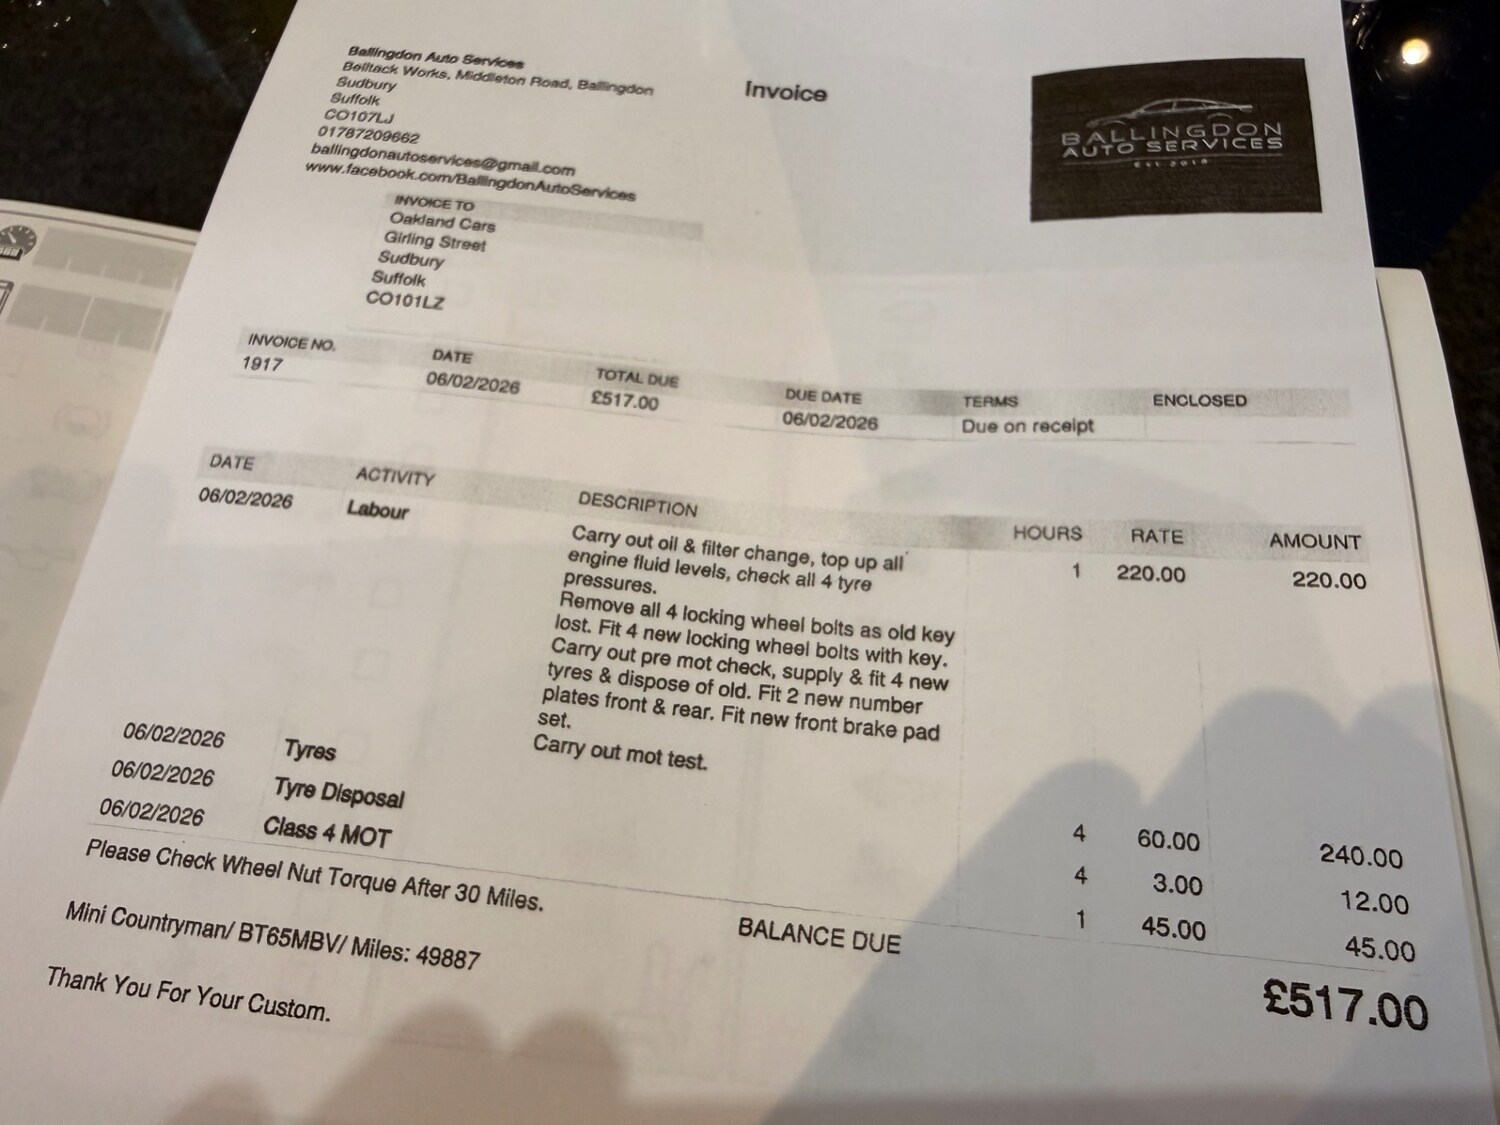 Ballingdon Auto Services
Belltack Works, Middleton Road, Ballingdon
Sudbury
Suffolk
CO107LJ
01787209662
ballingdonautoservices@gmail.com
www.facebook.com/BallingdonAutoServices
Invoice
BALLINGDON
AUTO SERVICES
INVOICE TO
Oakland Cars
Girling Street
Sudbury
Suffolk
CO101LZ
INVOICE NO. DATE TOTAL DUE DUE DATE TERMS ENCLOSED
1917 06/02/2026 £517.00 06/02/2026 Due on receipt
DATE ACTIVITY DESCRIPTION HOURS RATE AMOUNT
06/02/2026 Labour Carry out oil & filter change, top up all 1 220.00 220.00
engine fluid levels, check all 4 tyre
pressures.
Remove all 4 locking wheel bolts as old key
lost. Fit 4 new locking wheel bolts with key.
Carry out pre mot check, supply & fit 4 new
tyres & dispose of old. Fit 2 new number
plates front & rear. Fit new front brake pad
set.
Carry out mot test.
06/02/2026 Tyres 4 60.00 240.00
06/02/2026 Tyre Disposal 4 3.00 12.00
06/02/2026 Class 4 MOT 1 45.00 45.00
Please Check Wheel Nut Torque After 30 Miles.
BALANCE DUE £517.00
Mini Countryman/ BT65MBV/ Miles: 49887
Thank You For Your Custom.